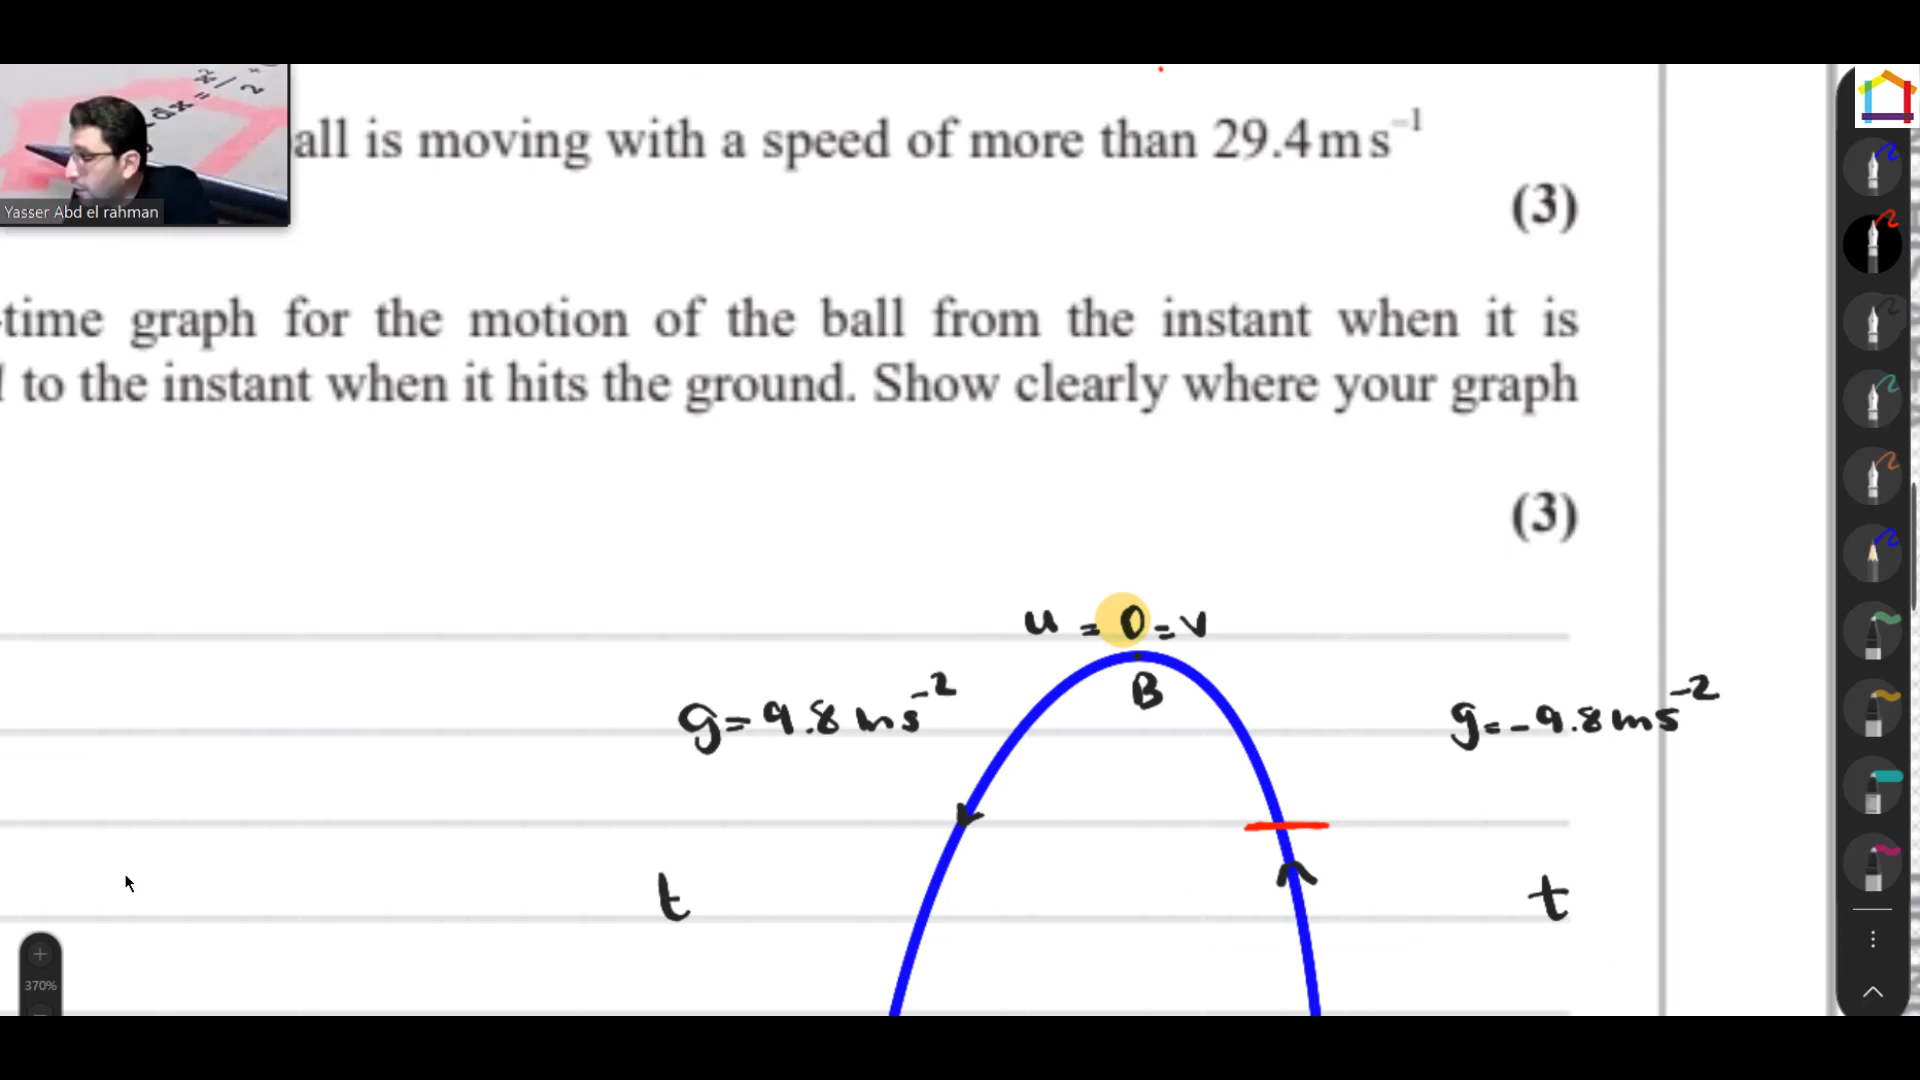 all is moving with a speed of more than 29.4 m s⁻¹
(3)
Yasser Abd el rahman
-time graph for the motion of the ball from the instant when it is
to the instant when it hits the ground. Show clearly where your graph
(3)
u = 0 = v
B
g = 9.8 ms⁻²
g = -9.8 ms⁻²
t
t
370%